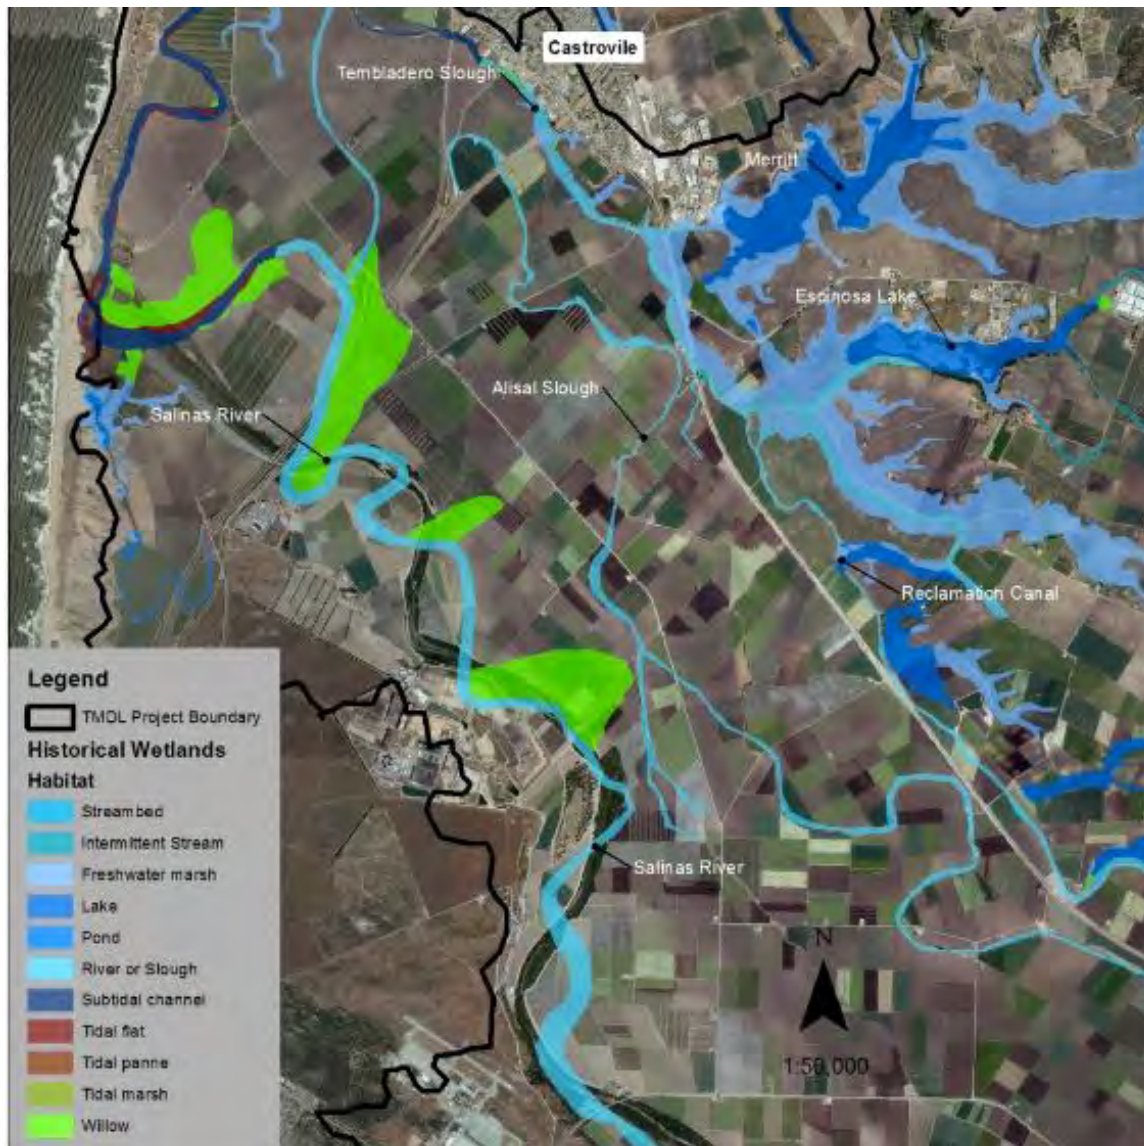 Castrovile
Tembladero Slough
Merritt
Espinosa Lake
Alisal Slough
Salinas River
Reclamation Canal
Salinas River
N
1:50,000
Legend
TMDL Project Boundary
Historical Wetlands
Habitat
Streambed
Intermittent Stream
Freshwater marsh
Lake
Pond
River or Slough
Subtidal channel
Tidal flat
Tidal panne
Tidal marsh
Willow